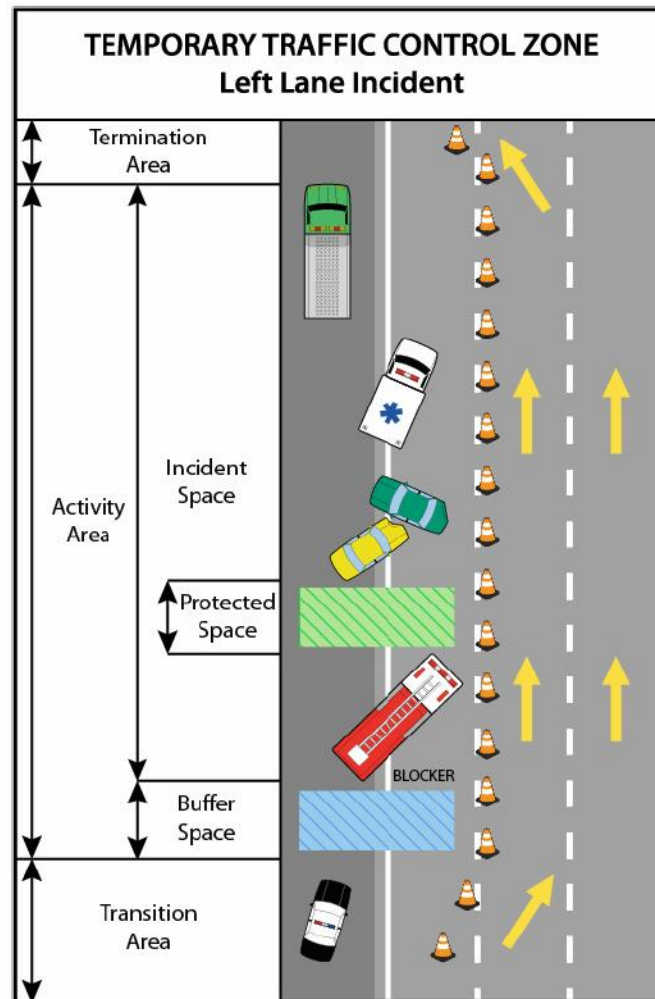 TEMPORARY TRAFFIC CONTROL ZONE
Left Lane Incident
Termination
Area
Activity
Area
Incident
Space
Protected
Space
BLOCKER
Buffer
Space
Transition
Area